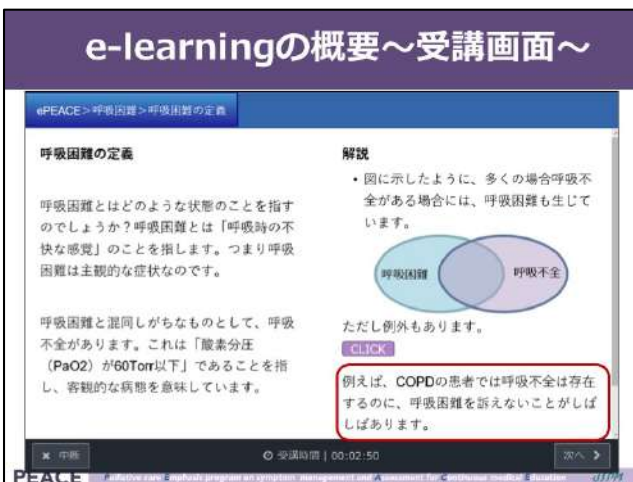 e-learningの概要～受講画面～
ePEACE>呼吸困難>呼吸困難の定義
呼吸困難の定義
呼吸困難とはどのような状態のことを指す
のでしょうか？呼吸困難とは「呼吸時の不
快な感覚」のことを指します。つまり呼吸
困難は主観的な症状なのです。
呼吸困難と混同しがちなものとして、呼吸
不全があります。これは「酸素分圧
（PaO2）が60Torr以下」であることを指
し、客観的な病態を意味しています。
解説
・図に示したように、多くの場合呼吸不
全がある場合には、呼吸困難も生じて
います。
呼吸困難
呼吸不全
ただし例外もあります。
CLICK
例えば、COPDの患者では呼吸不全は存在
するのに、呼吸困難を訴えないことがしば
しばあります。
× 中断
受講時間 | 00:02:50
次へ >
PEACE Palliative care Emphasis program on symptom management and Assessment for Continuous medical Education JSPM